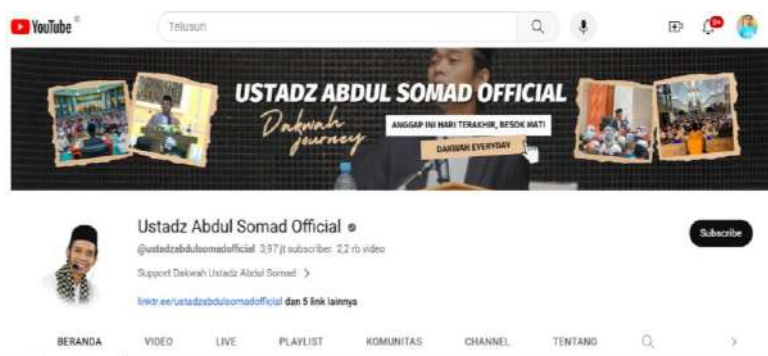 YouTube ID
Telusuri
9+
USTADZ ABDUL SOMAD OFFICIAL
Dakwah
Journey
ANGGAP INI HARI TERAKHIR, BESOK MATI
DAKWAH EVERYDAY
Ustadz Abdul Somad Official
@ustadzabdulsomadofficial 3,97 jt subscriber 2,2 rb video
Support Dakwah Ustadz Abdul Somad >
linktr.ee/ustadzabdulsomadofficial dan 5 link lainnya
Subscribe
BERANDA VIDEO LIVE PLAYLIST KOMUNITAS CHANNEL TENTANG